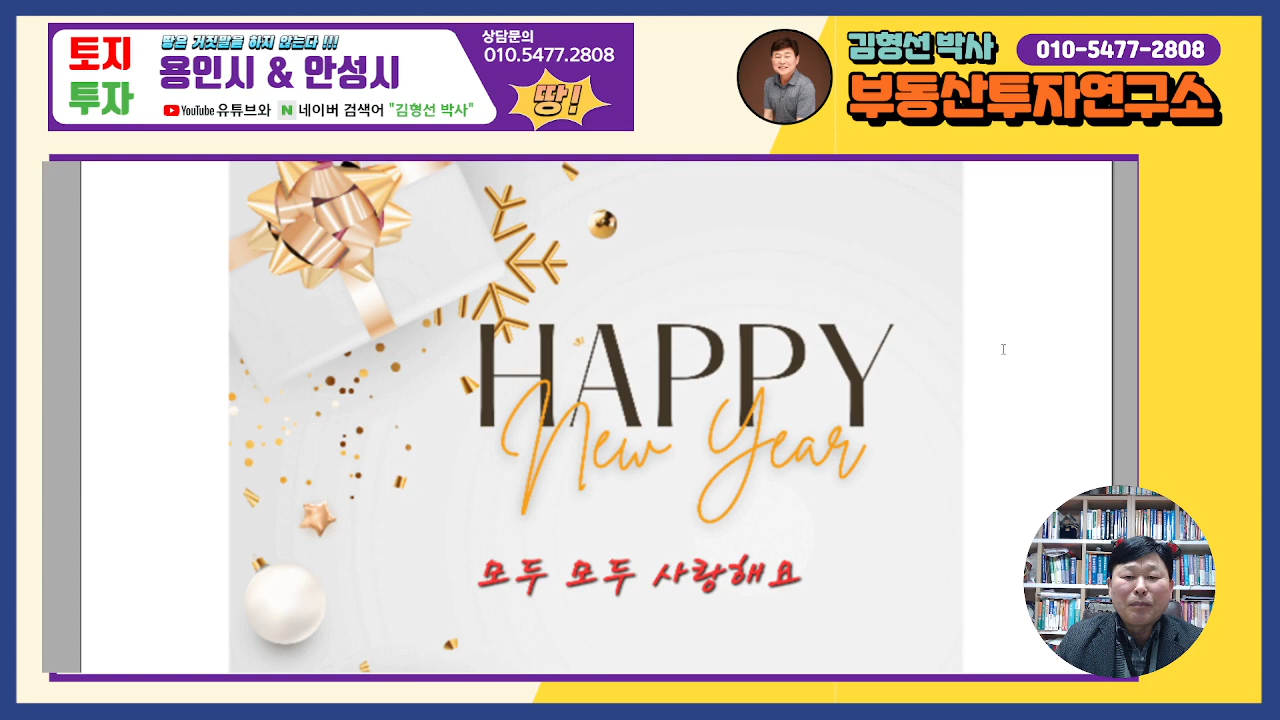 토지
투자
땅은 거짓말을 하지 않는다 !!!
용인시 & 안성시
YouTube 유튜브와 N 네이버 검색어 "김형선 박사"
상담문의
010.5477.2808
땅!
김형선 박사
010-5477-2808
부동산투자연구소
HAPPY
New Year
모두 모두 사랑해요